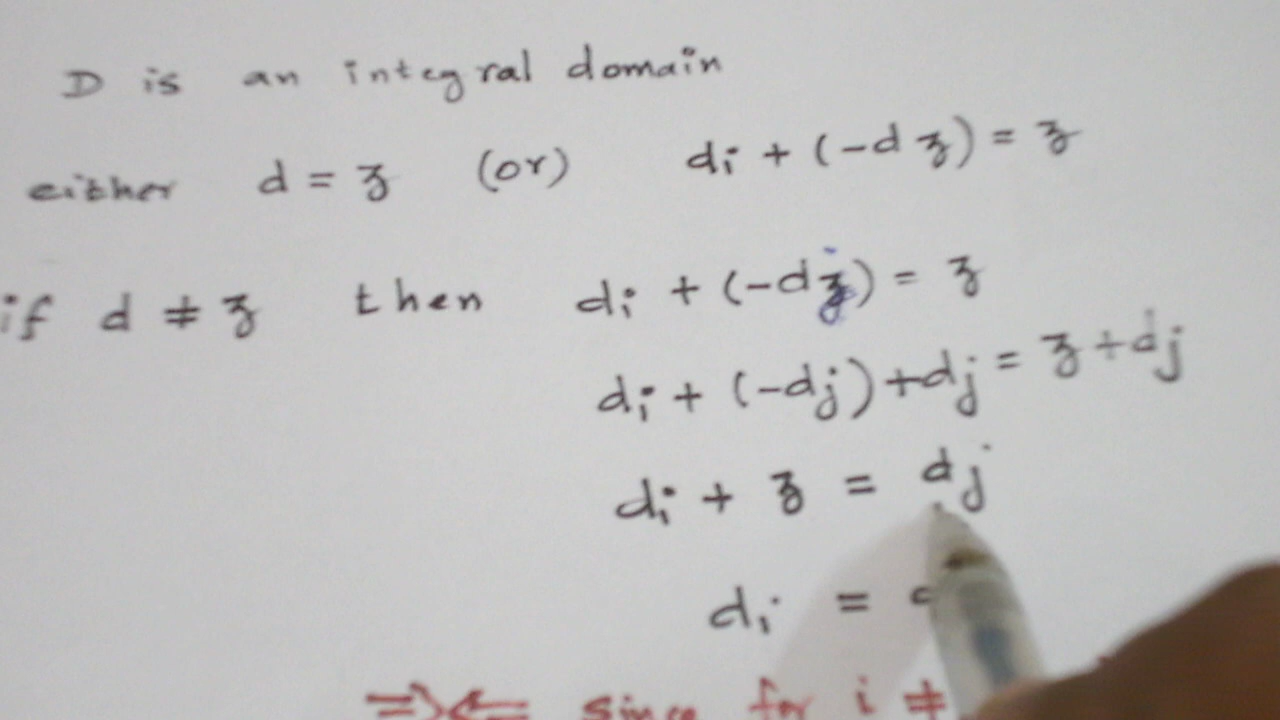 D is an integral domain
either d = z (or) di + (-dz) = z
if d ≠ z then di + (-dj) = z
di + (-dj) + dj = z + dj
di + z = dj
di =
⇒⇐ since for i ≠